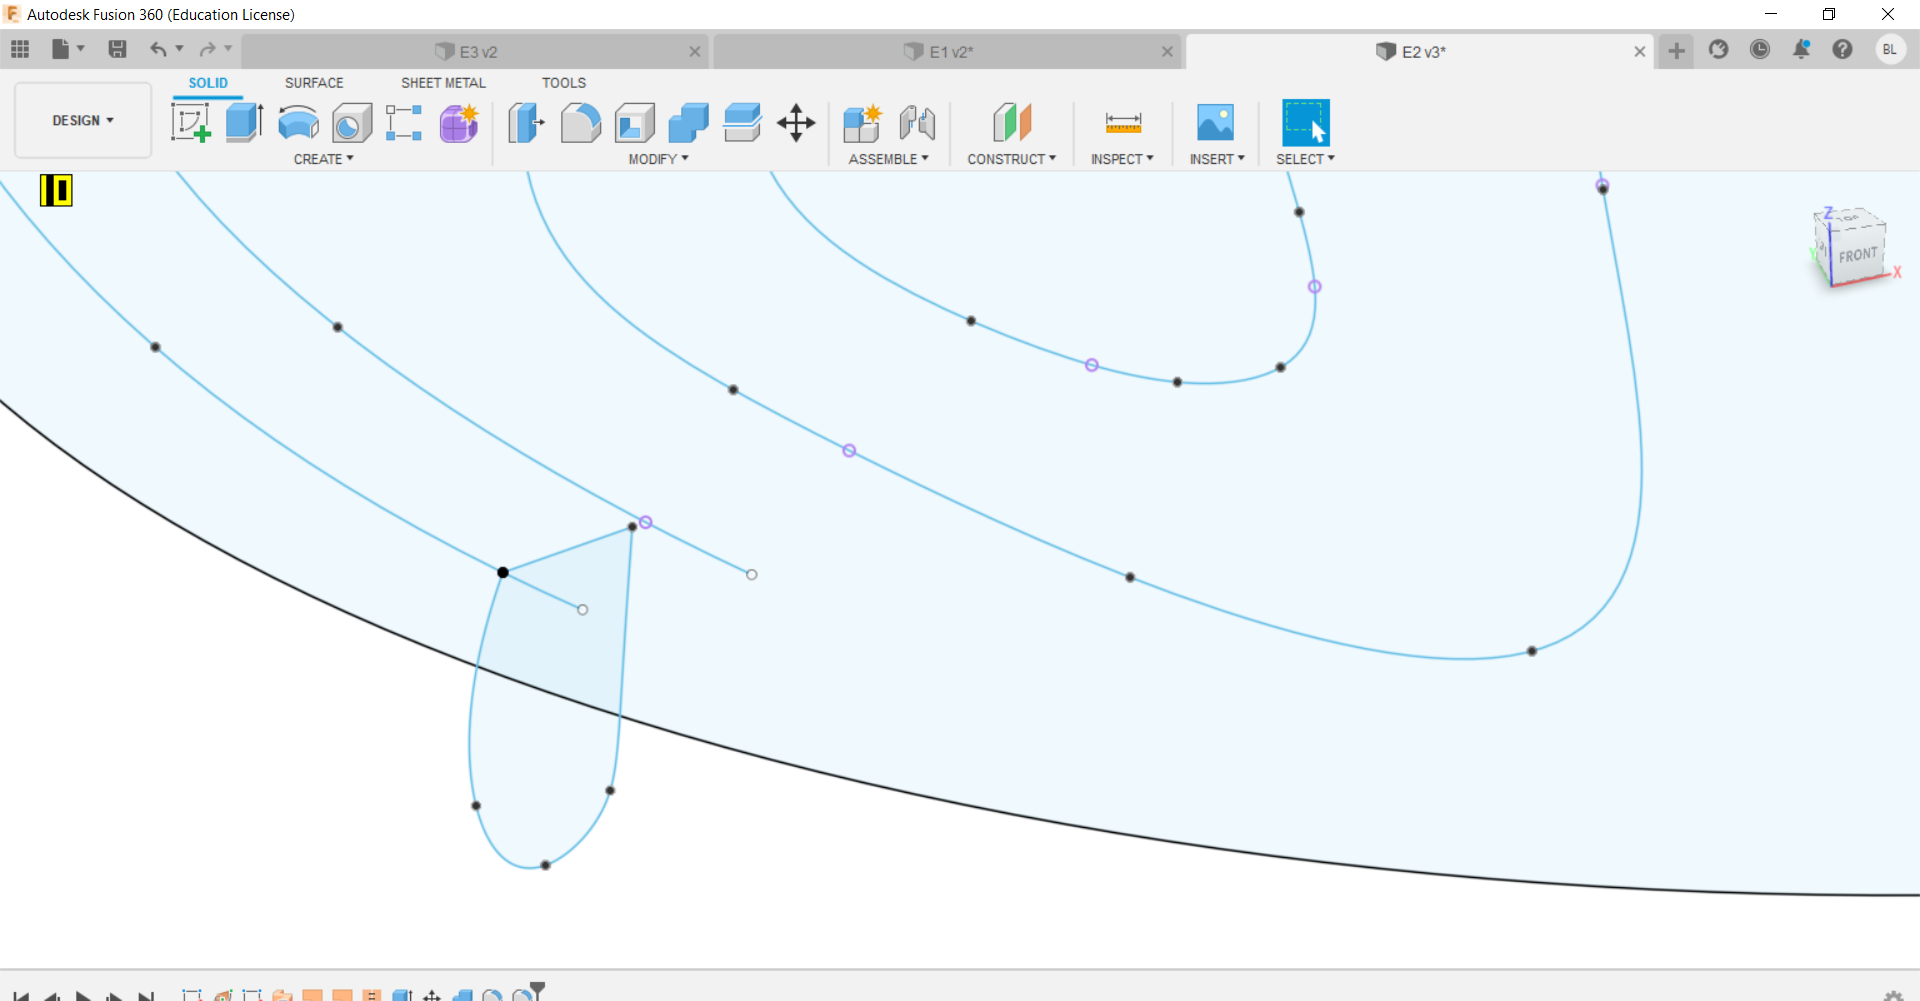 Autodesk Fusion 360 (Education License)
E3 v2
E1 v2*
E2 v3*
BL
SOLID
SURFACE
SHEET METAL
TOOLS
DESIGN
CREATE
MODIFY
ASSEMBLE
CONSTRUCT
INSPECT
INSERT
SELECT
Z
TOP
FRONT
Y
X